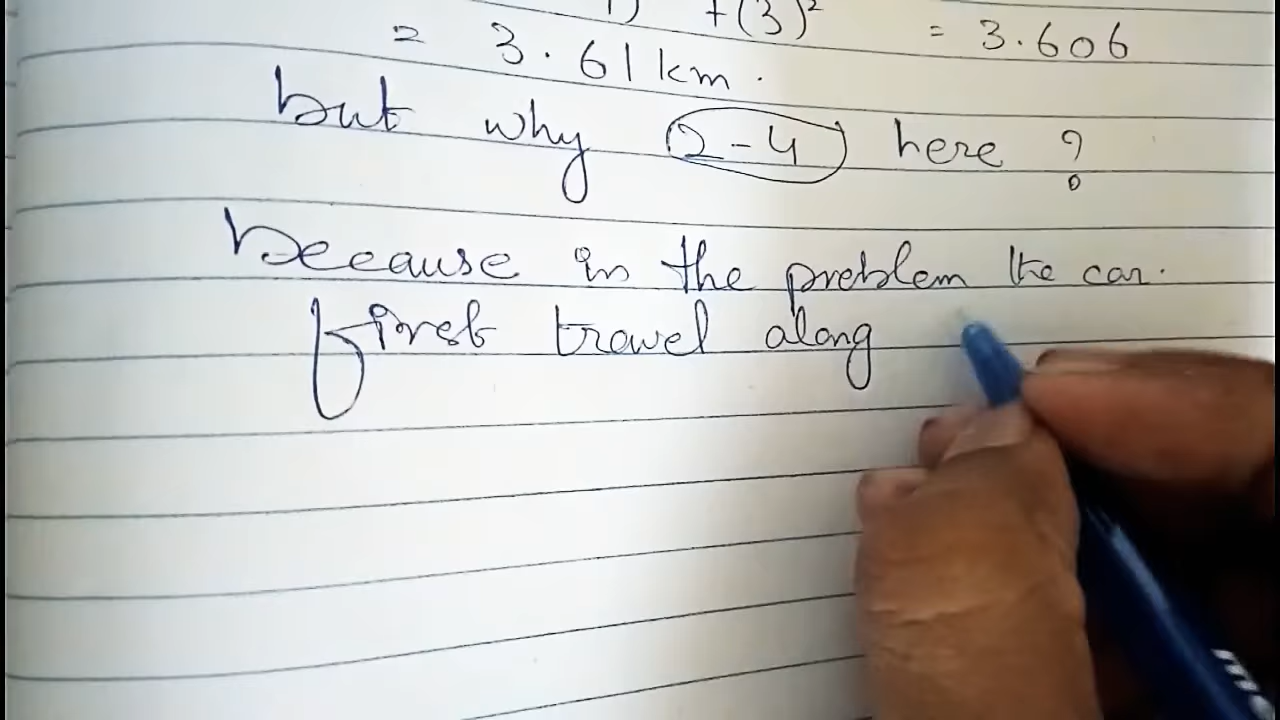 +(3)² = 3.606
= 3.61 km.
but why 2-4 here ?
because in the problem the car.
first travel along